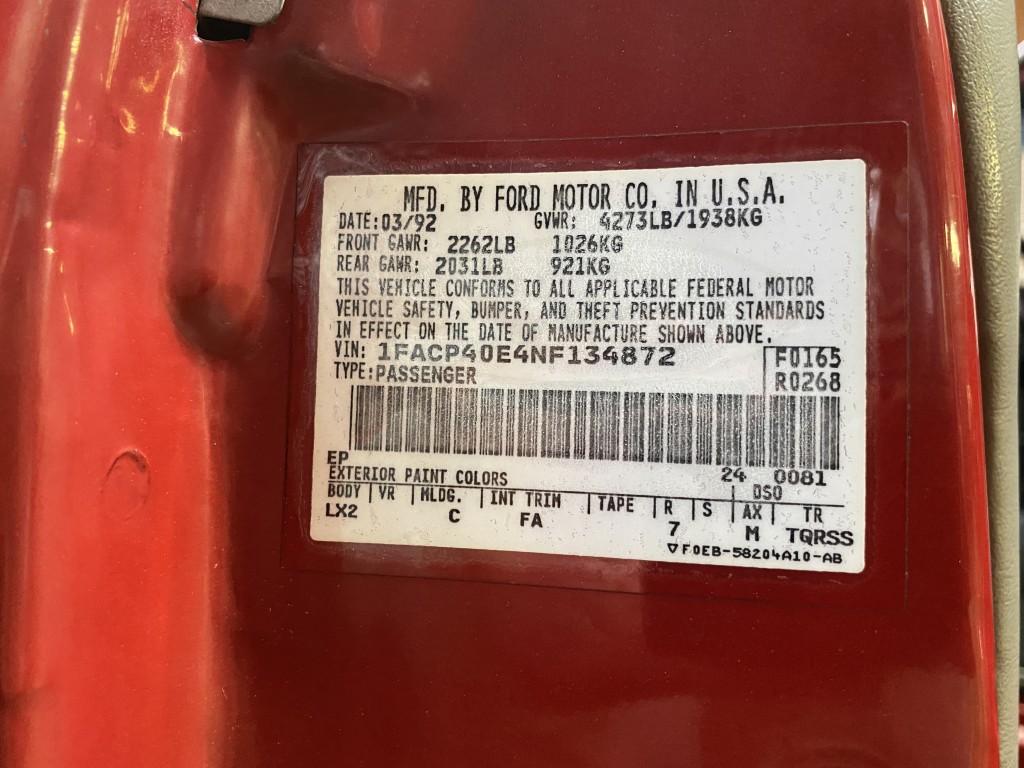 MFD. BY FORD MOTOR CO. IN U.S.A.
DATE:03/92 GVWR: 4273LB/1938KG
FRONT GAWR: 2262LB 1026KG
REAR GAWR: 2031LB 921KG
THIS VEHICLE CONFORMS TO ALL APPLICABLE FEDERAL MOTOR
VEHICLE SAFETY, BUMPER, AND THEFT PREVENTION STANDARDS
IN EFFECT ON THE DATE OF MANUFACTURE SHOWN ABOVE.
VIN: 1FACP40E4NF134872 F0165
TYPE:PASSENGER R0268
EP 24 0081
EXTERIOR PAINT COLORS DSO
BODY VR MLDG. INT TRIM TAPE R S AX TR
LX2 C FA 7 M TQRSS
▽F0EB-58204A10-AB